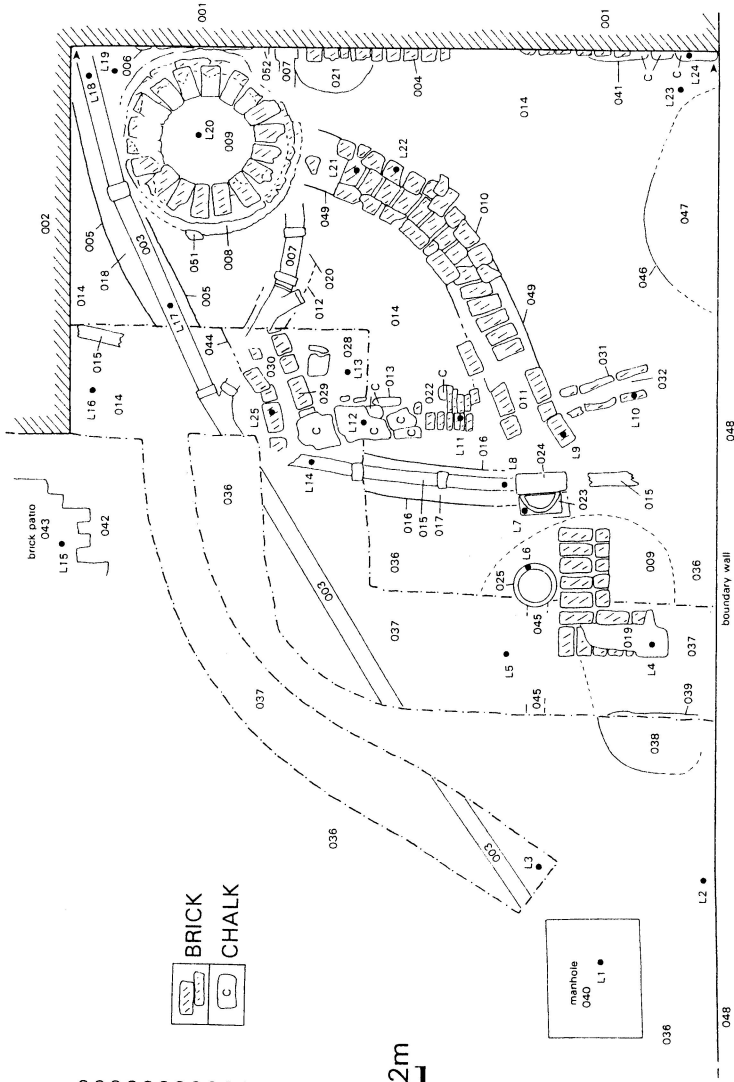 001
001
002
014
005
018
003
L18
L19
006
052
007
021
004
L20
009
014
041
C
C
L23
L24
051
008
005
L17
049
L21
L22
010
007
020
012
046
047
014
049
015
014
L16
044
030
028
029
L13
L25
C
C
L12
013
C
C
022
C
L11
011
031
032
L9
L10
048
L14
016
016
015
017
L8
024
023
015
L7
L6
025
036
036
009
036
045
003
037
L5
019
L4
037
045
039
038
brick patio
043
L15
042
037
036
003
L3
L2
boundary wall
BRICK
C
CHALK
manhole
040
L1
036
048
2m